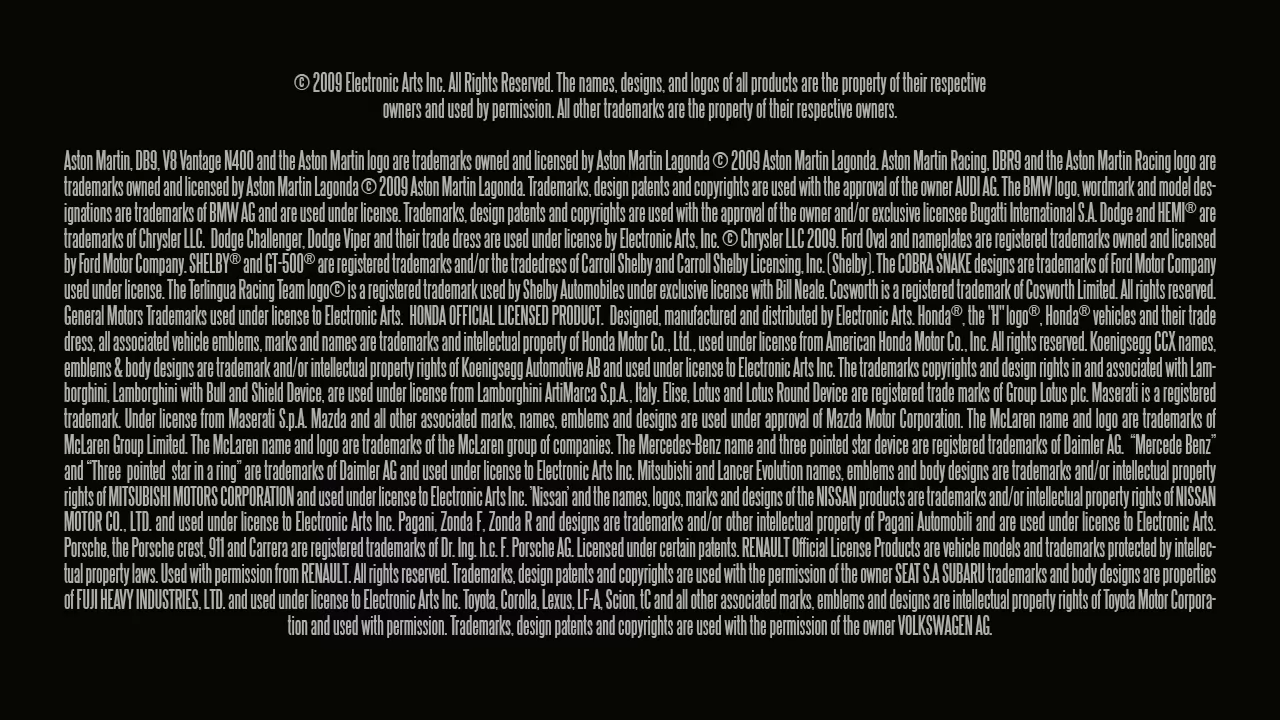 © 2009 Electronic Arts Inc. All Rights Reserved. The names, designs, and logos of all products are the property of their respective
owners and used by permission. All other trademarks are the property of their respective owners.
Aston Martin, DB9, V8 Vantage N400 and the Aston Martin logo are trademarks owned and licensed by Aston Martin Lagonda © 2009 Aston Martin Lagonda. Aston Martin Racing, DBR9 and the Aston Martin Racing logo are
trademarks owned and licensed by Aston Martin Lagonda © 2009 Aston Martin Lagonda. Trademarks, design patents and copyrights are used with the approval of the owner AUDI AG. The BMW logo, wordmark and model des-
ignations are trademarks of BMW AG and are used under license. Trademarks, design patents and copyrights are used with the approval of the owner and/or exclusive licensee Bugatti International S.A. Dodge and HEMI® are
trademarks of Chrysler LLC.  Dodge Challenger, Dodge Viper and their trade dress are used under license by Electronic Arts, Inc. © Chrysler LLC 2009. Ford Oval and nameplates are registered trademarks owned and licensed
by Ford Motor Company. SHELBY® and GT-500® are registered trademarks and/or the tradedress of Carroll Shelby and Carroll Shelby Licensing, Inc. (Shelby). The COBRA SNAKE designs are trademarks of Ford Motor Company
used under license. The Terlingua Racing Team logo© is a registered trademark used by Shelby Automobiles under exclusive license with Bill Neale. Cosworth is a registered trademark of Cosworth Limited. All rights reserved.
General Motors Trademarks used under license to Electronic Arts.  HONDA OFFICIAL LICENSED PRODUCT.  Designed, manufactured and distributed by Electronic Arts. Honda®, the "H" logo®, Honda® vehicles and their trade
dress, all associated vehicle emblems, marks and names are trademarks and intellectual property of Honda Motor Co., Ltd., used under license from American Honda Motor Co., Inc. All rights reserved. Koenigsegg CCX names,
emblems & body designs are trademark and/or intellectual property rights of Koenigsegg Automotive AB and used under license to Electronic Arts Inc. The trademarks copyrights and design rights in and associated with Lam-
borghini, Lamborghini with Bull and Shield Device, are used under license from Lamborghini ArtiMarca S.p.A., Italy. Elise, Lotus and Lotus Round Device are registered trade marks of Group Lotus plc. Maserati is a registered
trademark. Under license from Maserati S.p.A. Mazda and all other associated marks, names, emblems and designs are used under approval of Mazda Motor Corporation. The McLaren name and logo are trademarks of
McLaren Group Limited. The McLaren name and logo are trademarks of the McLaren group of companies. The Mercedes-Benz name and three pointed star device are registered trademarks of Daimler AG.  “Mercede Benz”
and “Three  pointed  star in a ring” are trademarks of Daimler AG and used under license to Electronic Arts Inc. Mitsubishi and Lancer Evolution names, emblems and body designs are trademarks and/or intellectual property
rights of MITSUBISHI MOTORS CORPORATION and used under license to Electronic Arts Inc. 'Nissan' and the names, logos, marks and designs of the NISSAN products are trademarks and/or intellectual property rights of NISSAN
MOTOR CO., LTD. and used under license to Electronic Arts Inc. Pagani, Zonda F, Zonda R and designs are trademarks and/or other intellectual property of Pagani Automobili and are used under license to Electronic Arts.
Porsche, the Porsche crest, 911 and Carrera are registered trademarks of Dr. Ing. h.c. F. Porsche AG. Licensed under certain patents. RENAULT Official License Products are vehicle models and trademarks protected by intellec-
tual property laws. Used with permission from RENAULT. All rights reserved. Trademarks, design patents and copyrights are used with the permission of the owner SEAT S.A SUBARU trademarks and body designs are properties
of FUJI HEAVY INDUSTRIES, LTD. and used under license to Electronic Arts Inc. Toyota, Corolla, Lexus, LF-A, Scion, tC and all other associated marks, emblems and designs are intellectual property rights of Toyota Motor Corpora-
tion and used with permission. Trademarks, design patents and copyrights are used with the permission of the owner VOLKSWAGEN AG.